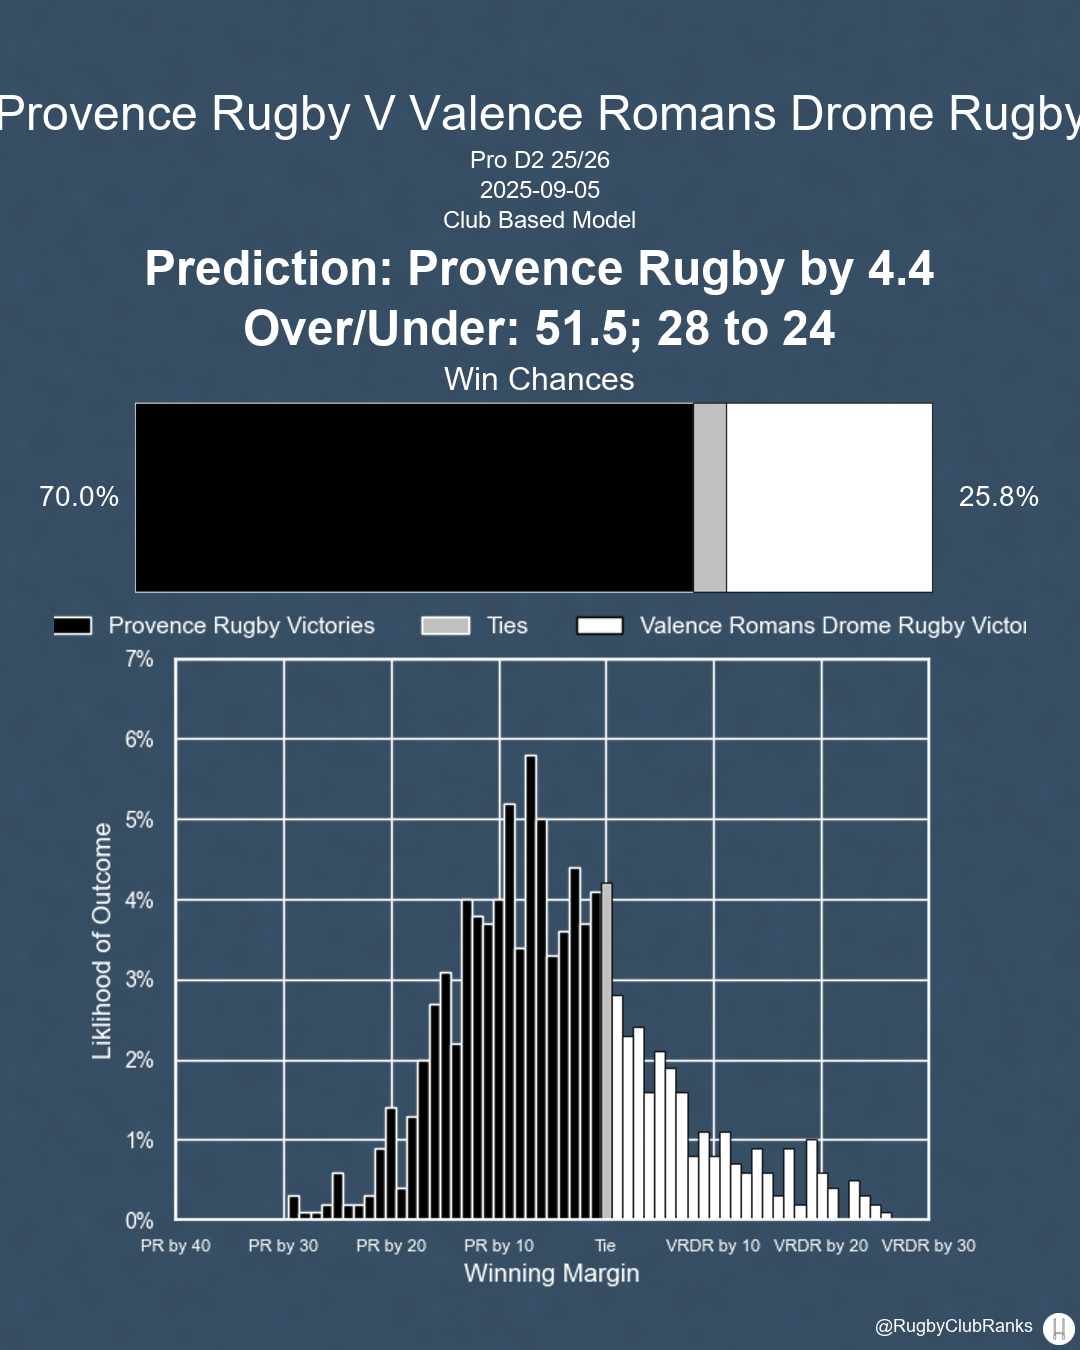 Provence Rugby V Valence Romans Drome Rugby
Pro D2 25/26
2025-09-05
Club Based Model
Prediction: Provence Rugby by 4.4
Over/Under: 51.5; 28 to 24
Win Chances
70.0%
25.8%
Provence Rugby Victories Ties Valence Romans Drome Rugby Victor
7%
6%
5%
4%
3%
2%
1%
0%
Liklihood of Outcome
PR by 40 PR by 30 PR by 20 PR by 10 Tie VRDR by 10 VRDR by 20 VRDR by 30
Winning Margin
@RugbyClubRanks